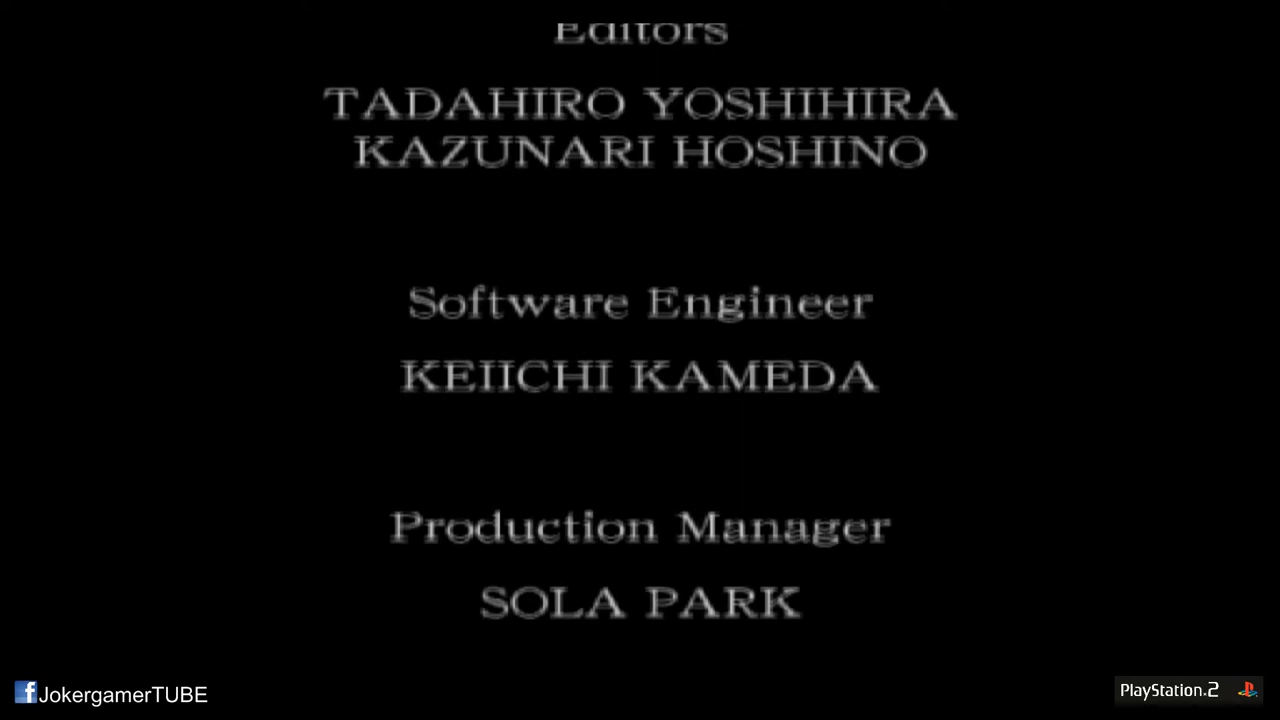 Editors
TADAHIRO YOSHIHIRA
KAZUNARI HOSHINO
Software Engineer
KEIICHI KAMEDA
Production Manager
SOLA PARK
JokergamerTUBE
PlayStation.2